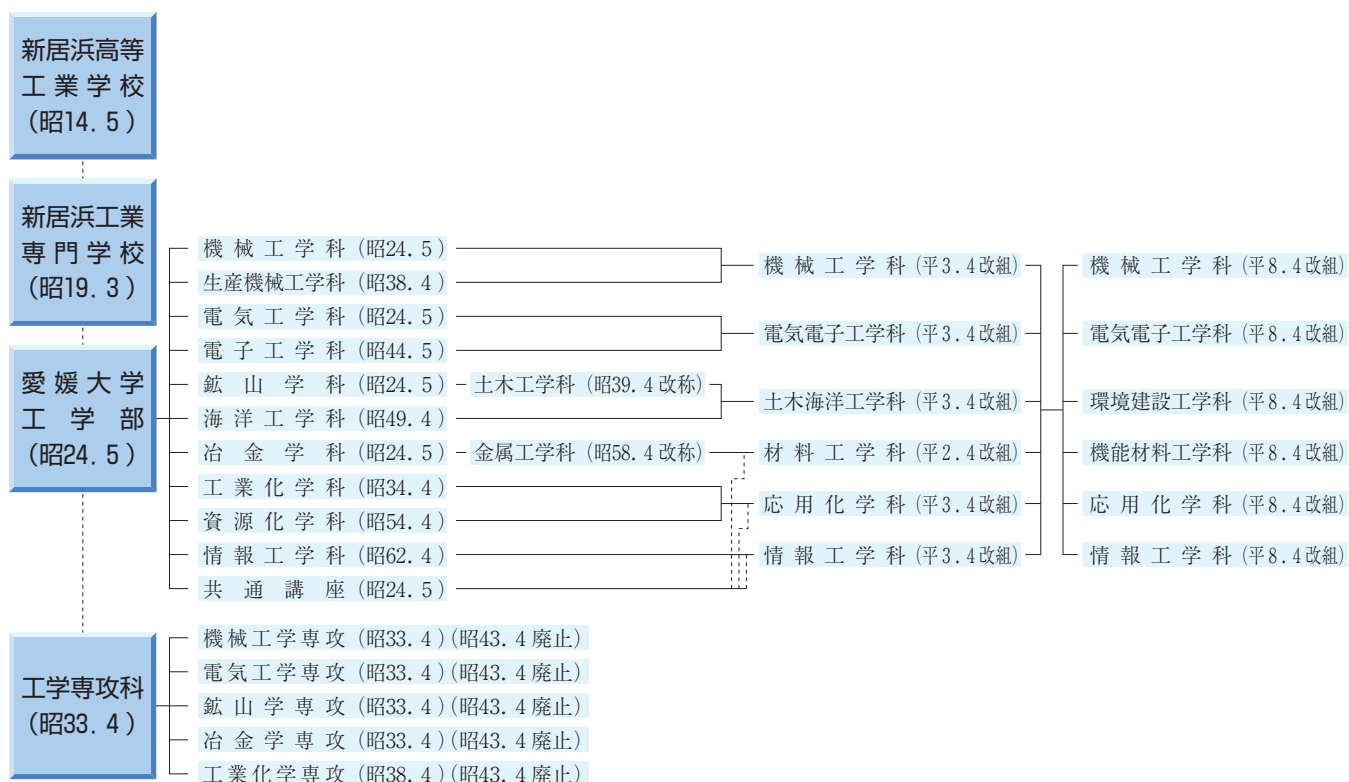 新居浜高等
工業学校
(昭14.5)
新居浜工業
専門学校
(昭19.3)
愛媛大学
工学部
(昭24.5)
機械工学科(昭24.5)
生産機械工学科(昭38.4)
電気工学科(昭24.5)
電子工学科(昭44.5)
鉱山学科(昭24.5) 土木工学科(昭39.4改称)
海洋工学科(昭49.4)
冶金学科(昭24.5) 金属工学科(昭58.4改称)
工業化学科(昭34.4)
資源化学科(昭54.4)
情報工学科(昭62.4)
共通講座(昭24.5)
機械工学科(平3.4改組)
電気電子工学科(平3.4改組)
土木海洋工学科(平3.4改組)
材料工学科(平2.4改組)
応用化学科(平3.4改組)
情報工学科(平3.4改組)
機械工学科(平8.4改組)
電気電子工学科(平8.4改組)
環境建設工学科(平8.4改組)
機能材料工学科(平8.4改組)
応用化学科(平8.4改組)
情報工学科(平8.4改組)
工学専攻科
(昭33.4)
機械工学専攻(昭33.4)(昭43.4廃止)
電気工学専攻(昭33.4)(昭43.4廃止)
鉱山学専攻(昭33.4)(昭43.4廃止)
冶金学専攻(昭33.4)(昭43.4廃止)
工業化学専攻(昭38.4)(昭43.4廃止)